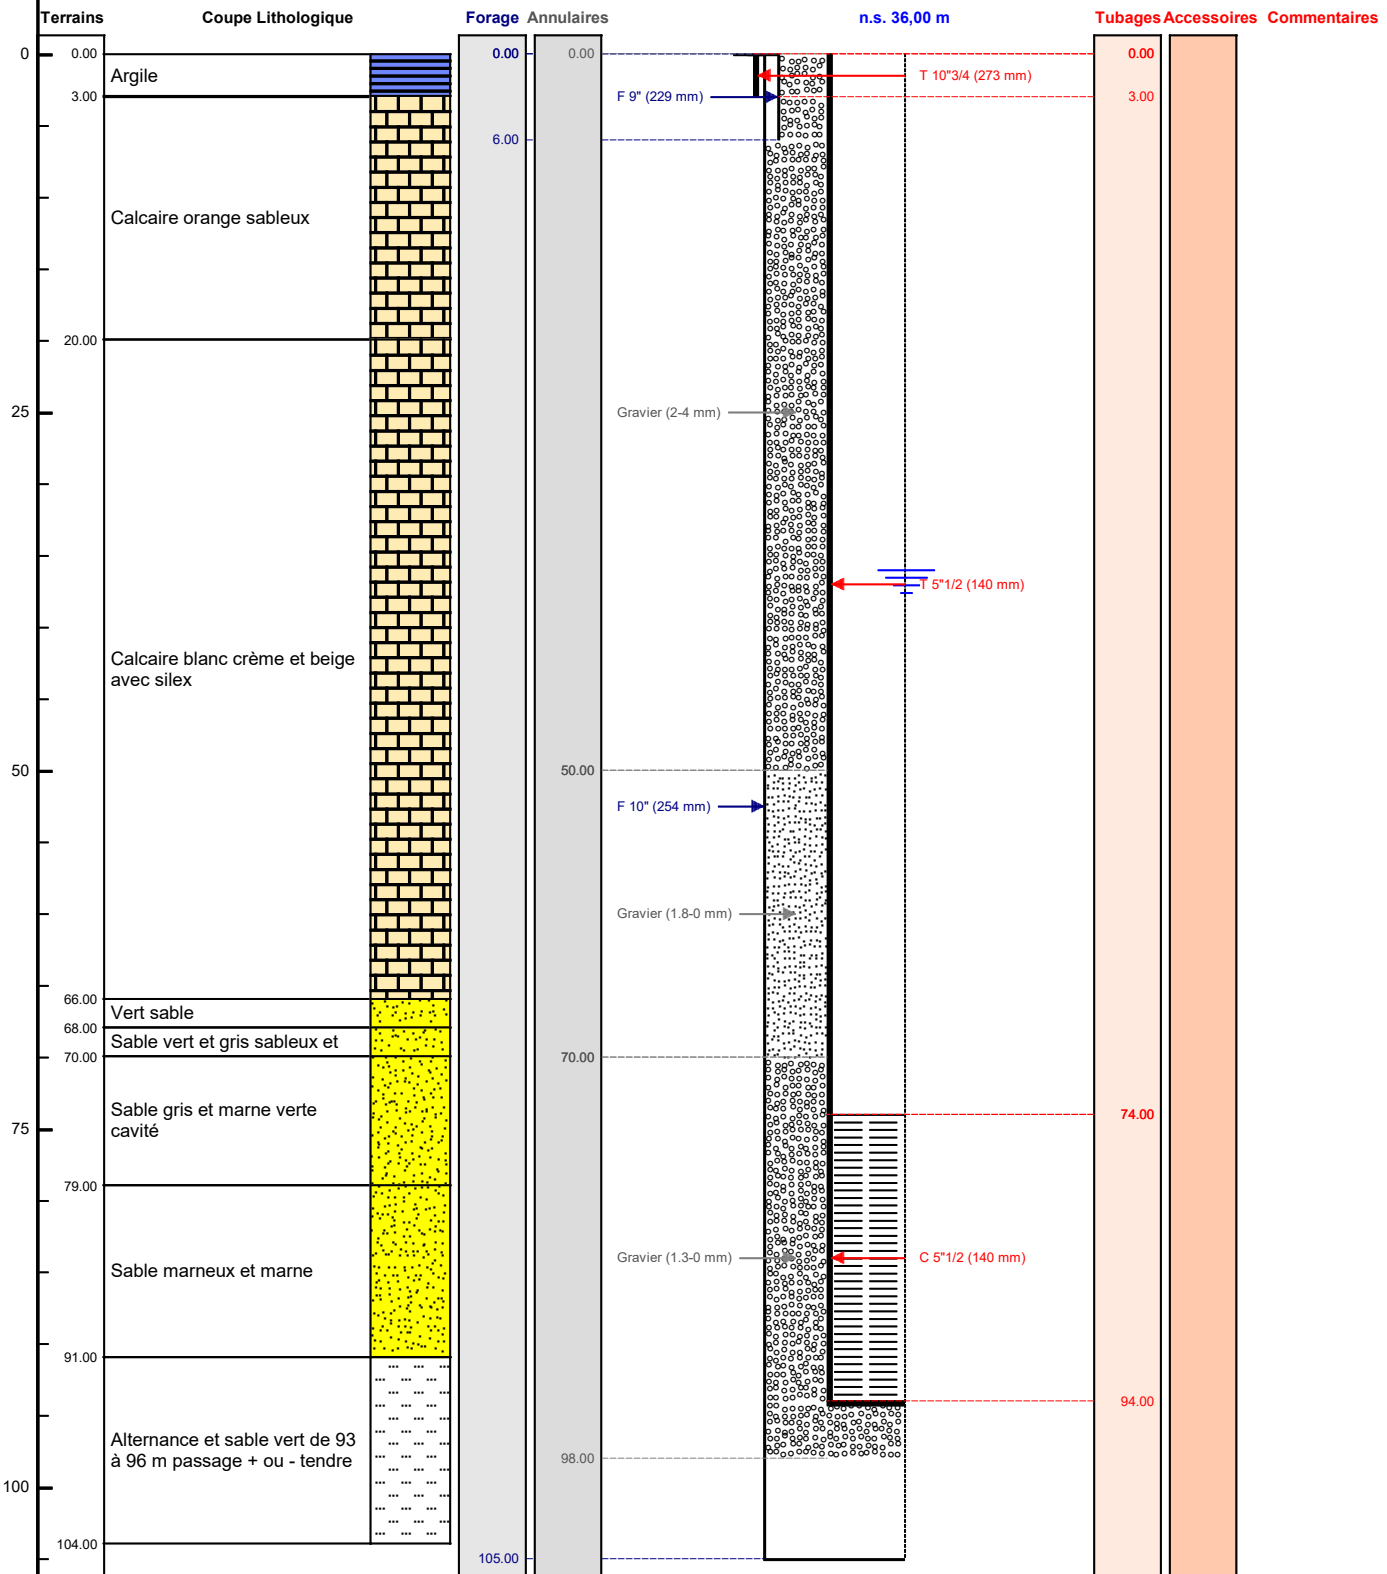 Terrains Coupe Lithologique Forage Annulaires n.s. 36,00 m Tubages Accessoires Commentaires
0 0.00 0.00 0.00 0.00
Argile T 10"3/4 (273 mm)
3.00 F 9" (229 mm) 3.00
6.00
Calcaire orange sableux
20.00
25 Gravier (2-4 mm)
T 5"1/2 (140 mm)
Calcaire blanc crème et beige
avec silex
50 50.00
F 10" (254 mm)
Gravier (1.8-0 mm)
66.00
Vert sable
68.00
Sable vert et gris sableux et
70.00 70.00
Sable gris et marne verte
cavité
74.00
75
79.00
Gravier (1.3-0 mm) C 5"1/2 (140 mm)
Sable marneux et marne
91.00
94.00
Alternance et sable vert de 93
à 96 m passage + ou - tendre
98.00
100
104.00
105.00